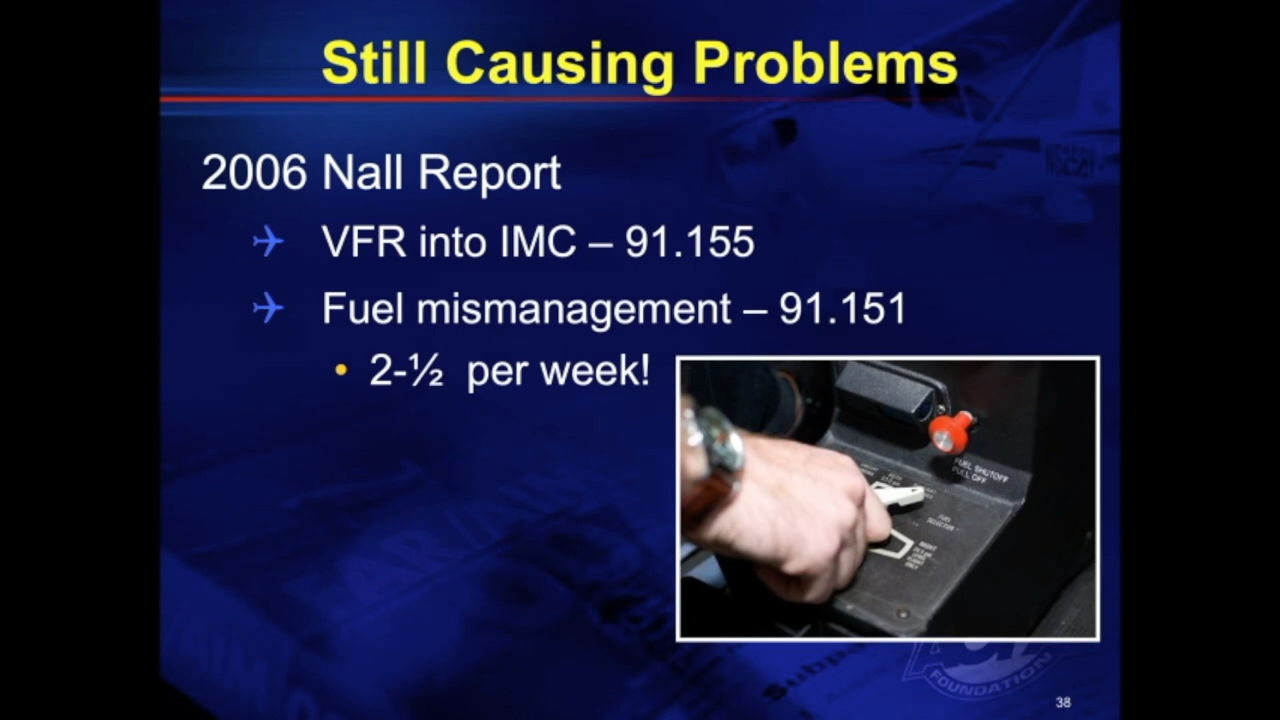 Still Causing Problems
2006 Nall Report
VFR into IMC – 91.155
Fuel mismanagement – 91.151
• 2-½ per week!
FUEL SHUTOFF
PULL OFF
FUEL
SELECTOR
FOUNDATION
38